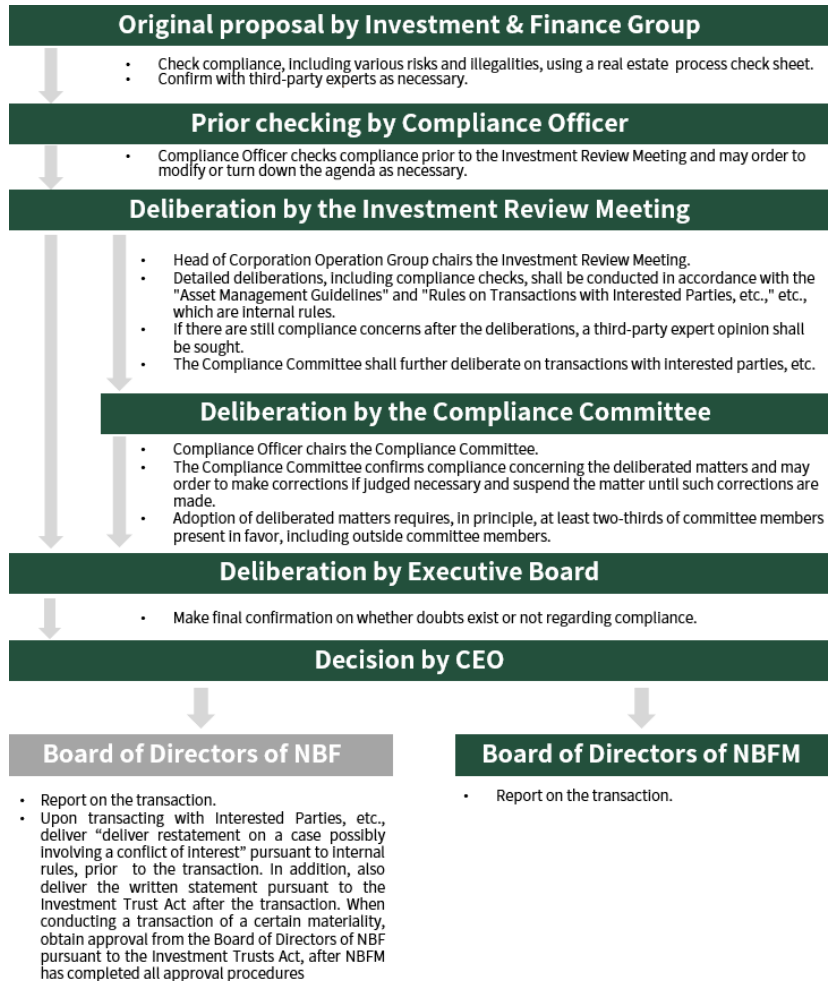 Original proposal by Investment & Finance Group
• Check compliance, including various risks and illegalities, using a real estate process check sheet.
• Confirm with third-party experts as necessary.
Prior checking by Compliance Officer
• Compliance Officer checks compliance prior to the Investment Review Meeting and may order to
modify or turn down the agenda as necessary.
Deliberation by the Investment Review Meeting
• Head of Corporation Operation Group chairs the Investment Review Meeting.
• Detailed deliberations, including compliance checks, shall be conducted in accordance with the
"Asset Management Guidelines" and "Rules on Transactions with Interested Parties, etc.," etc.,
which are internal rules.
• If there are still compliance concerns after the deliberations, a third-party expert opinion shall
be sought.
• The Compliance Committee shall further deliberate on transactions with interested parties, etc.
Deliberation by the Compliance Committee
• Compliance Officer chairs the Compliance Committee.
• The Compliance Committee confirms compliance concerning the deliberated matters and may
order to make corrections if judged necessary and suspend the matter until such corrections are
made.
• Adoption of deliberated matters requires, in principle, at least two-thirds of committee members
present in favor, including outside committee members.
Deliberation by Executive Board
• Make final confirmation on whether doubts exist or not regarding compliance.
Decision by CEO
Board of Directors of NBF
• Report on the transaction.
• Upon transacting with Interested Parties, etc.,
deliver “deliver restatement on a case possibly
involving a conflict of interest” pursuant to internal
rules, prior to the transaction. In addition, also
deliver the written statement pursuant to the
Investment Trust Act after the transaction. When
conducting a transaction of a certain materiality,
obtain approval from the Board of Directors of NBF
pursuant to the Investment Trusts Act, after NBFM
has completed all approval procedures
Board of Directors of NBFM
• Report on the transaction.